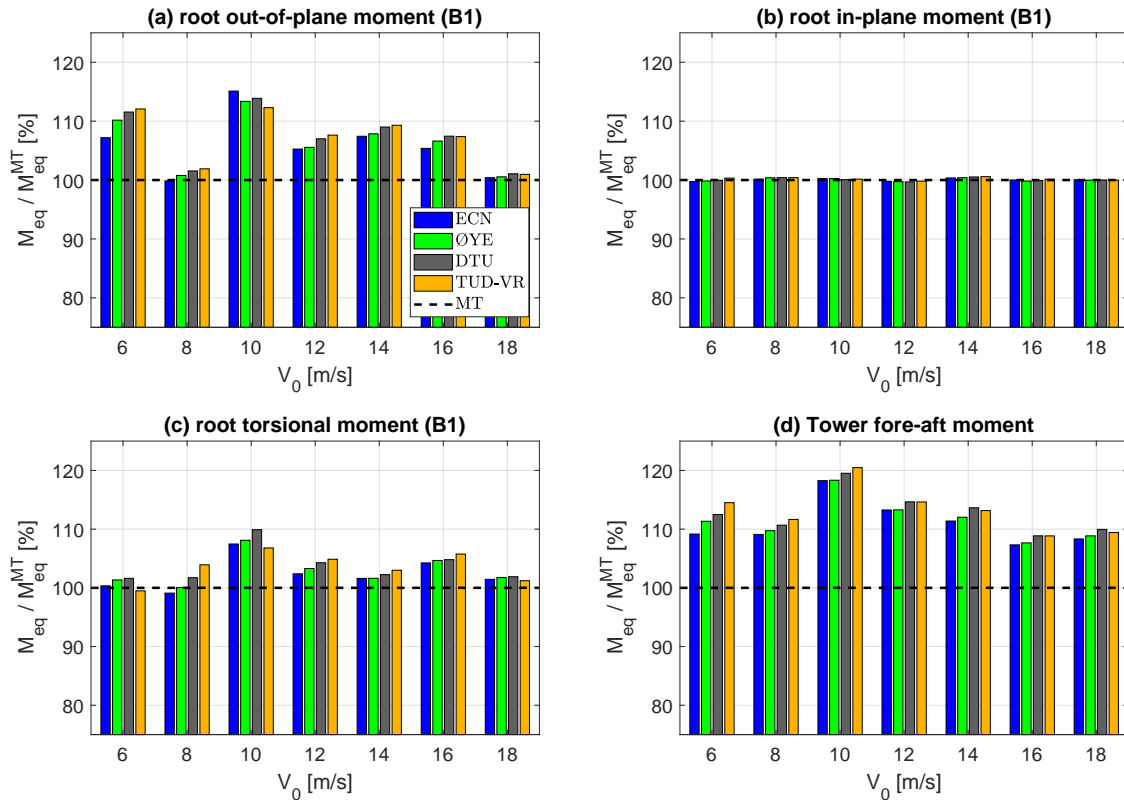 (a) root out-of-plane moment (B1)
M_eq / M_eq^MT [%]
120
110
100
90
80
6 8 10 12 14 16 18
V_0 [m/s]
ECN
ØYE
DTU
TUD-VR
MT
(b) root in-plane moment (B1)
M_eq / M_eq^MT [%]
120
110
100
90
80
6 8 10 12 14 16 18
V_0 [m/s]
(c) root torsional moment (B1)
M_eq / M_eq^MT [%]
120
110
100
90
80
6 8 10 12 14 16 18
V_0 [m/s]
(d) Tower fore-aft moment
M_eq / M_eq^MT [%]
120
110
100
90
80
6 8 10 12 14 16 18
V_0 [m/s]